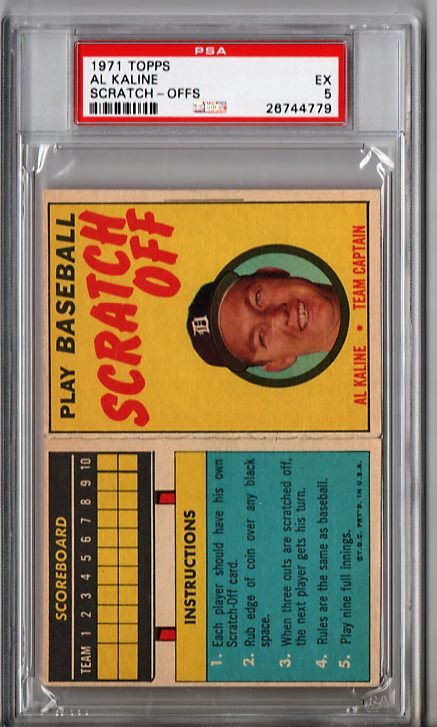 PSA
1971 TOPPS
AL KALINE
SCRATCH-OFFS
EX
5
26744779
PLAY BASEBALL
SCRATCH
OFF
D
AL KALINE • TEAM CAPTAIN
SCOREBOARD
TEAM 1 2 3 4 5 6 7 8 9 10
INSTRUCTIONS
1. Each player should have his own
Scratch-Off card.
2. Rub edge of coin over any black
space.
3. When three outs are scratched off,
the next player gets his turn.
4. Rules are the same as baseball.
5. Play nine full innings.
©T.C.G. PRT'D. IN U.S.A.